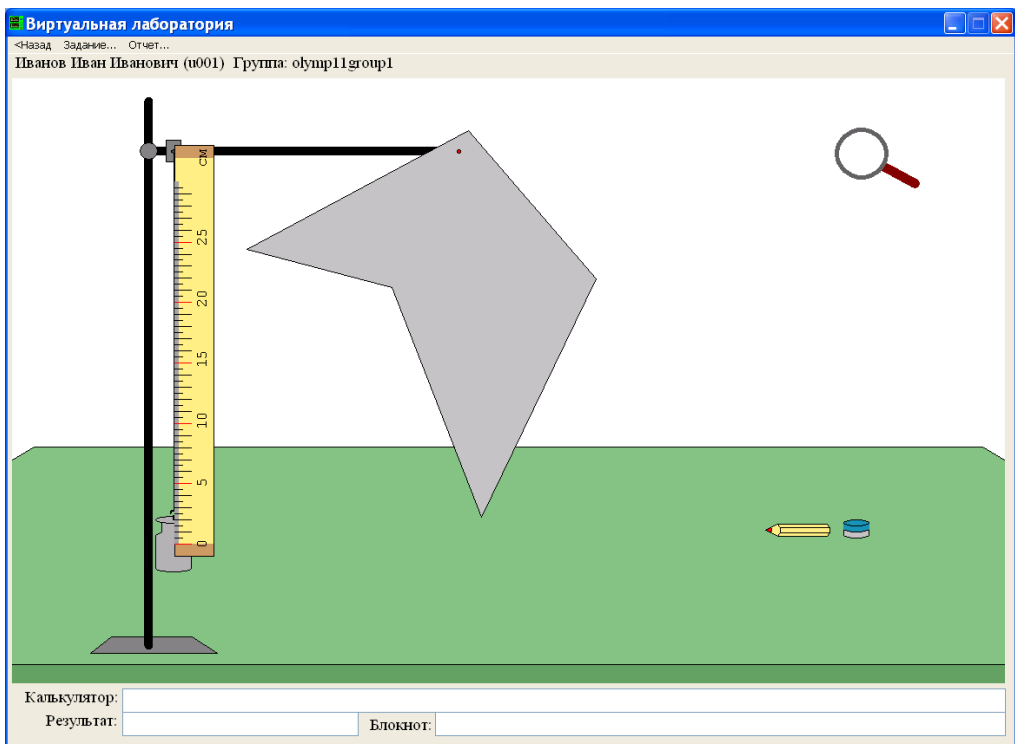 Виртуальная лаборатория
<Назад Задание... Отчет...
Иванов Иван Иванович (u001) Группа: olymp11group1
см
25
20
15
10
5
0
Калькулятор:
Результат: Блокнот: